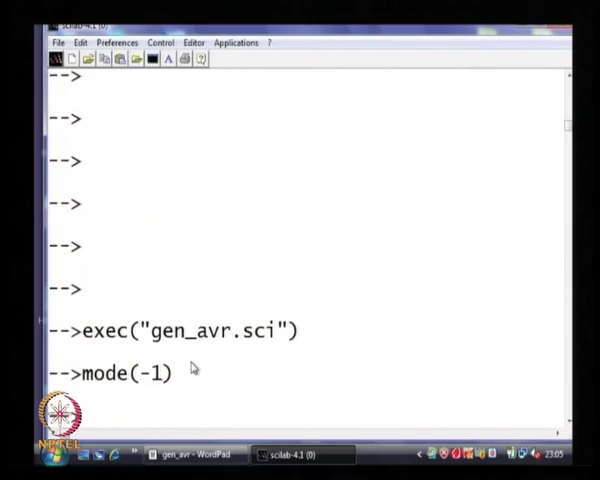 scilab-4.1 (0)
File Edit Preferences Control Editor Applications ?
-->
-->
-->
-->
-->
-->
-->exec("gen_avr.sci")
-->mode(-1)
NPTEL
gen_avr - WordPad
scilab-4.1 (0)
23:05